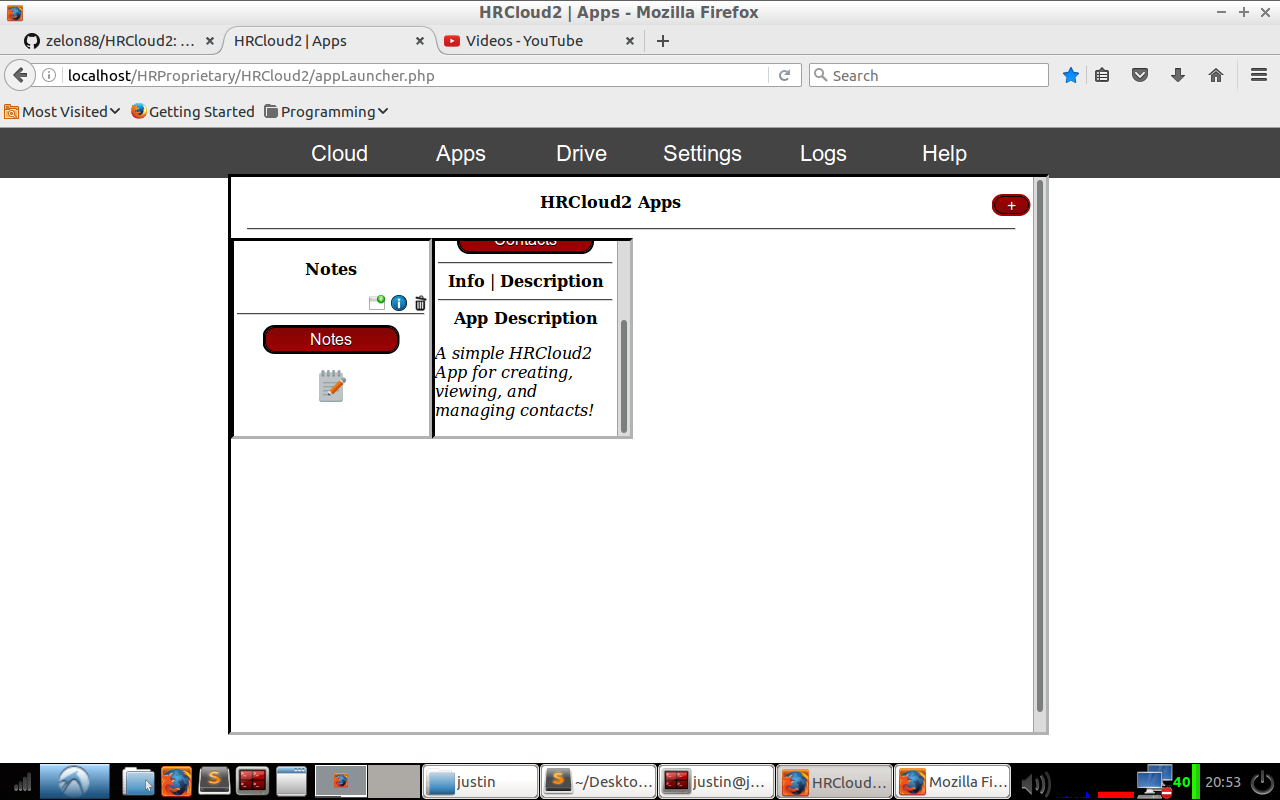 HRCloud2 | Apps - Mozilla Firefox
zelon88/HRCloud2: ...
HRCloud2 | Apps
Videos - YouTube
localhost/HRProprietary/HRCloud2/appLauncher.php
Search
Most Visited
Getting Started
Programming
Cloud
Apps
Drive
Settings
Logs
Help
HRCloud2 Apps
+
Notes
Notes
Contacts
Info | Description
App Description
A simple HRCloud2
App for creating,
viewing, and
managing contacts!
justin
~/Deskto...
justin@j...
HRCloud...
Mozilla Fi...
40
20:53